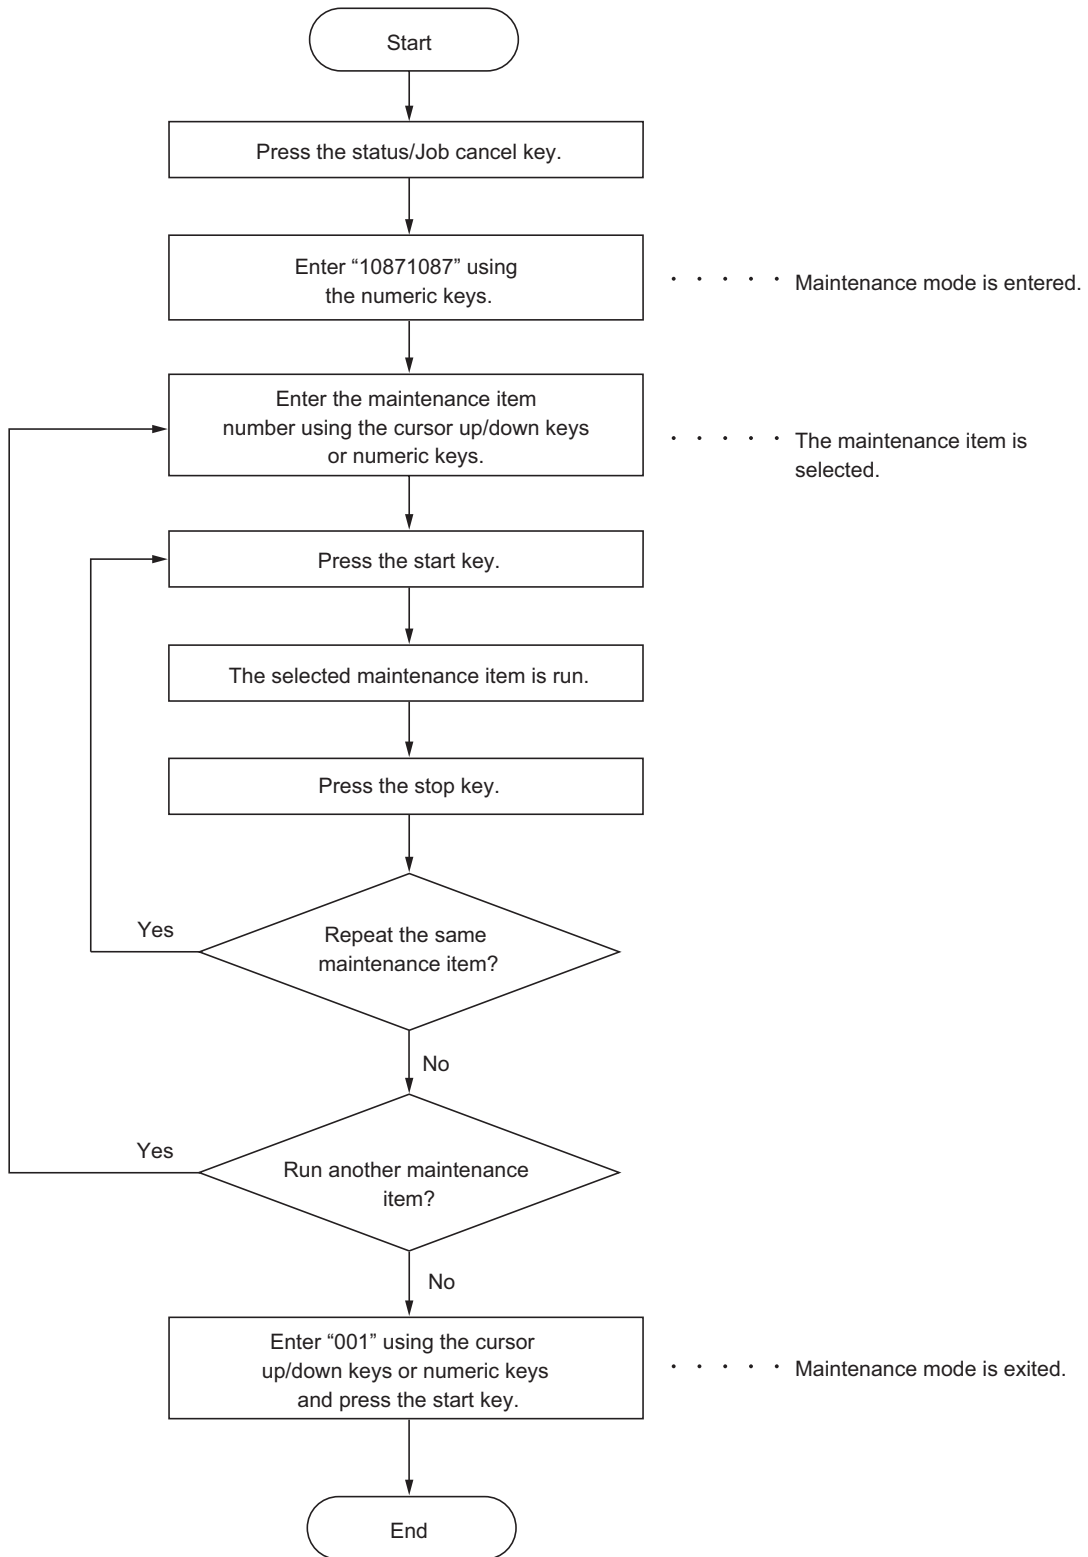 Start
Press the status/Job cancel key.
Enter “10871087” using
the numeric keys.
Maintenance mode is entered.
Enter the maintenance item
number using the cursor up/down keys
or numeric keys.
The maintenance item is
selected.
Press the start key.
The selected maintenance item is run.
Press the stop key.
Yes
Repeat the same
maintenance item?
No
Yes
Run another maintenance
item?
No
Enter “001” using the cursor
up/down keys or numeric keys
and press the start key.
Maintenance mode is exited.
End